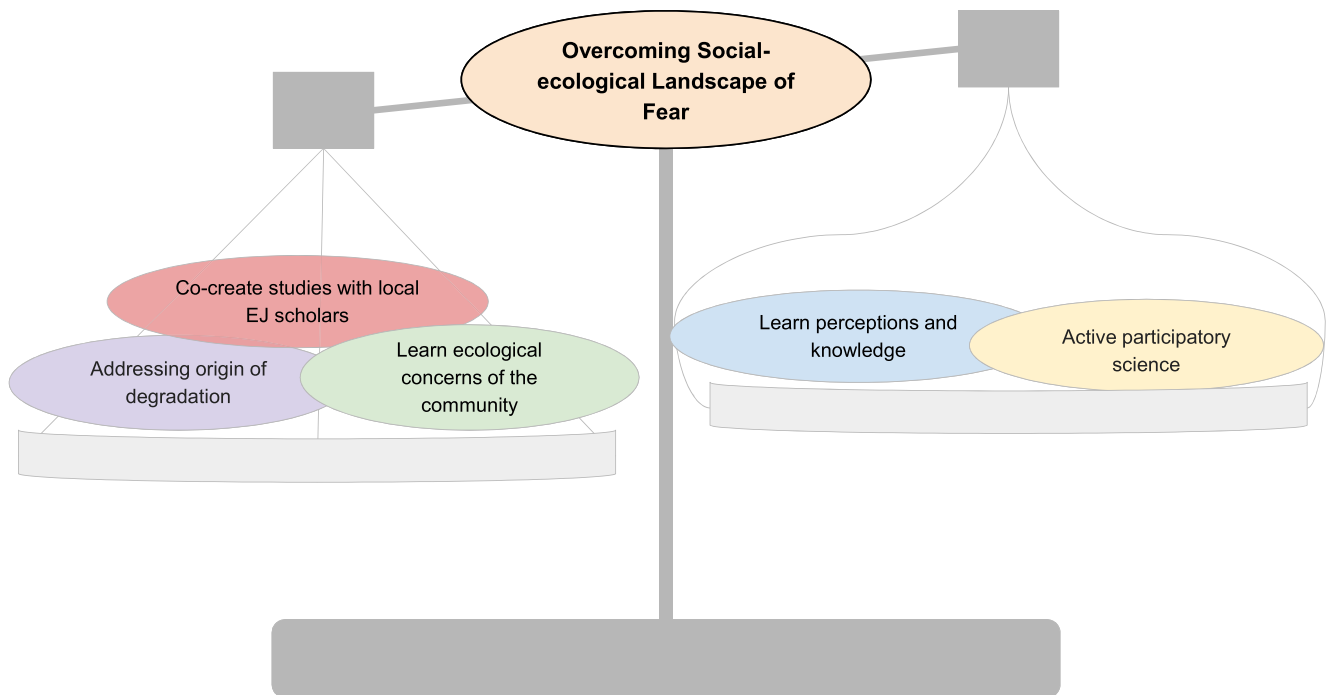 Overcoming Social-
ecological Landscape of
Fear
Co-create studies with local
EJ scholars
Addressing origin of
degradation
Learn ecological
concerns of the
community
Learn perceptions and
knowledge
Active participatory
science